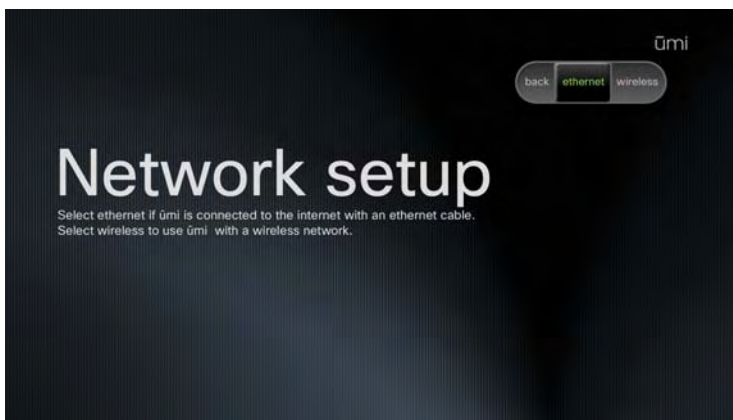 ūmi
back ethernet wireless
Network setup
Select ethernet if ūmi is connected to the internet with an ethernet cable.
Select wireless to use ūmi with a wireless network.